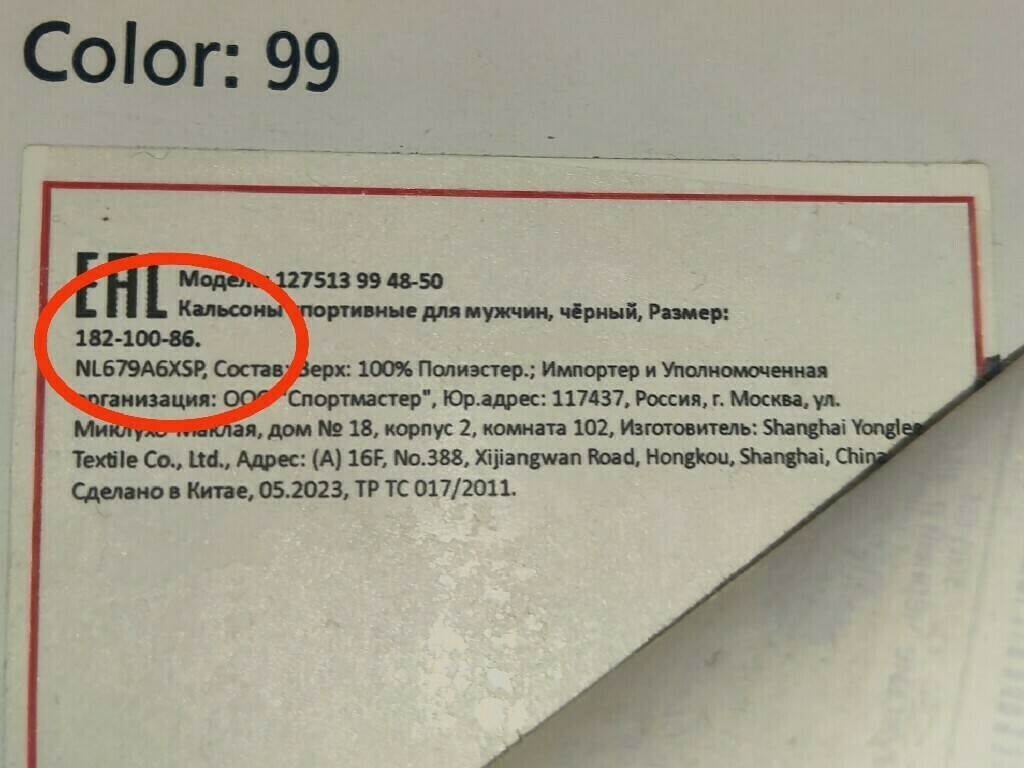 Color: 99
EAC Модель: 127513 99 48-50
Кальсоны спортивные для мужчин, чёрный, Размер:
182-100-86.
NL679A6XSP, Состав: Верх: 100% Полиэстер.; Импортер и Уполномоченная
организация: ООО "Спортмастер", Юр.адрес: 117437, Россия, г. Москва, ул.
Миклухо-Маклая, дом № 18, корпус 2, комната 102, Изготовитель: Shanghai Yonglee
Textile Co., Ltd., Адрес: (A) 16F, No.388, Xijiangwan Road, Hongkou, Shanghai, China
Сделано в Китае, 05.2023, ТР ТС 017/2011.